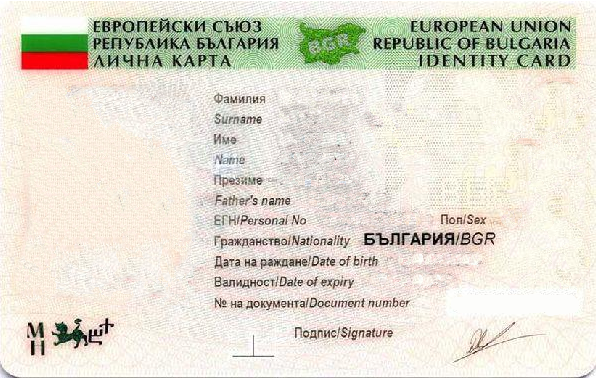 ЕВРОПЕЙСКИ СЪЮЗ
РЕПУБЛИКА БЪЛГАРИЯ
ЛИЧНА КАРТА
BGR
EUROPEAN UNION
REPUBLIC OF BULGARIA
IDENTITY CARD
Фамилия
Surname
Име
Name
Презиме
Father's name
ЕГН/Personal No Пол/Sex
Гражданство/Nationality БЪЛГАРИЯ/BGR
Дата на раждане/Date of birth
Валидност/Date of expiry
№ на документа/Document number
Подпис/Signature
М
Н